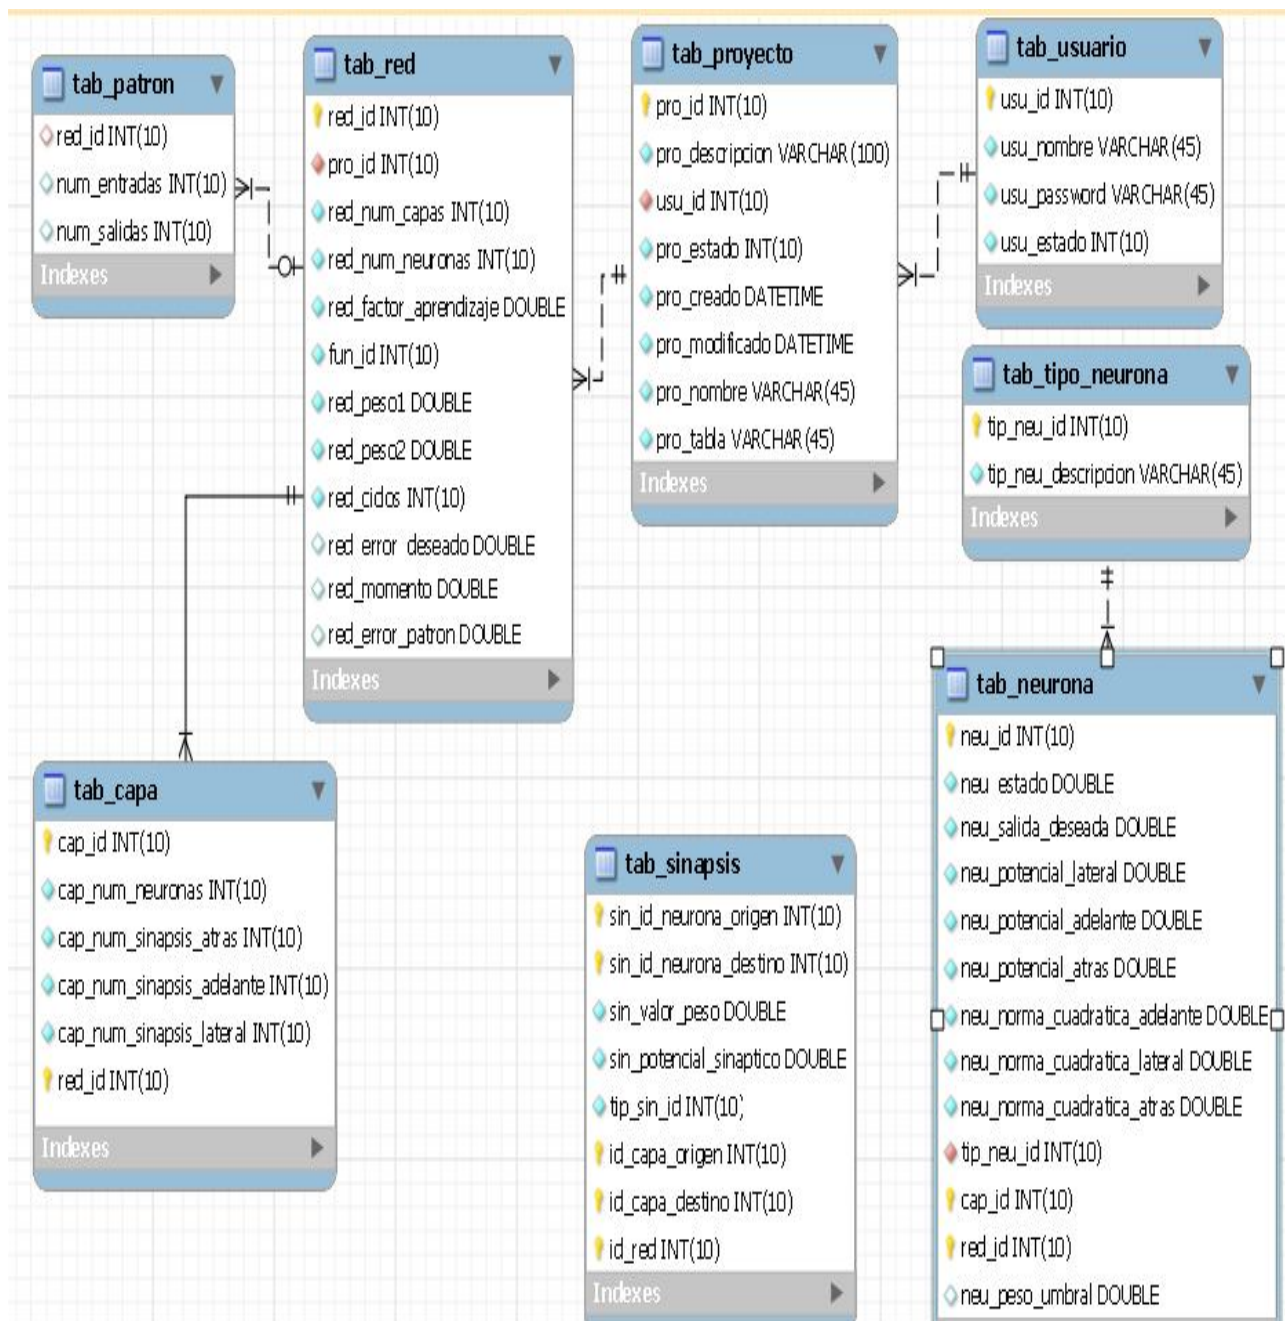 tab_patron
red_id INT(10)
num_entradas INT(10)
num_salidas INT(10)
Indexes
tab_red
red_id INT(10)
pro_id INT(10)
red_num_capas INT(10)
red_num_neuronas INT(10)
red_factor_aprendizaje DOUBLE
fun_id INT(10)
red_peso1 DOUBLE
red_peso2 DOUBLE
red_ciclos INT(10)
red_error_deseado DOUBLE
red_momento DOUBLE
red_error_patron DOUBLE
Indexes
tab_proyecto
pro_id INT(10)
pro_descripcion VARCHAR(100)
usu_id INT(10)
pro_estado INT(10)
pro_creado DATETIME
pro_modificado DATETIME
pro_nombre VARCHAR(45)
pro_tabla VARCHAR(45)
Indexes
tab_usuario
usu_id INT(10)
usu_nombre VARCHAR(45)
usu_password VARCHAR(45)
usu_estado INT(10)
Indexes
tab_tipo_neurona
tip_neu_id INT(10)
tip_neu_descripcion VARCHAR(45)
Indexes
tab_capa
cap_id INT(10)
cap_num_neuronas INT(10)
cap_num_sinapsis_atras INT(10)
cap_num_sinapsis_adelante INT(10)
cap_num_sinapsis_lateral INT(10)
red_id INT(10)
Indexes
tab_sinapsis
sin_id_neurona_origen INT(10)
sin_id_neurona_destino INT(10)
sin_valor_peso DOUBLE
sin_potencial_sinaptico DOUBLE
tip_sin_id INT(10)
id_capa_origen INT(10)
id_capa_destino INT(10)
id_red INT(10)
Indexes
tab_neurona
neu_id INT(10)
neu_estado DOUBLE
neu_salida_deseada DOUBLE
neu_potencial_lateral DOUBLE
neu_potencial_adelante DOUBLE
neu_potencial_atras DOUBLE
neu_norma_cuadratica_adelante DOUBLE
neu_norma_cuadratica_lateral DOUBLE
neu_norma_cuadratica_atras DOUBLE
tip_neu_id INT(10)
cap_id INT(10)
red_id INT(10)
neu_peso_umbral DOUBLE